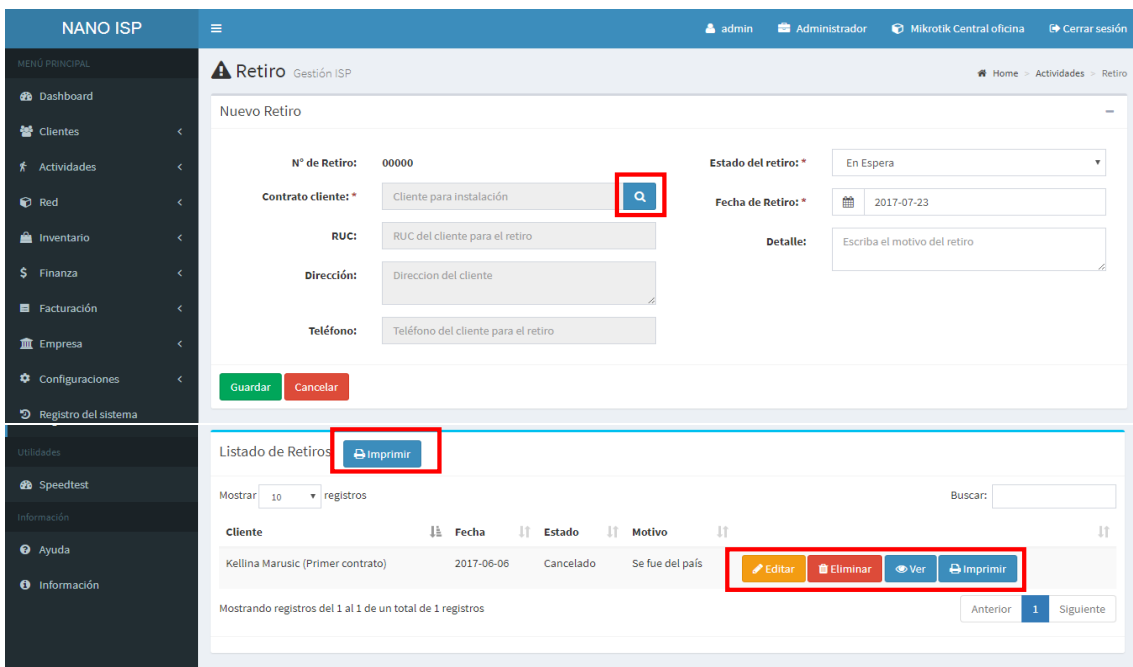 NANO ISP
admin Administrador Mikrotik Central oficina Cerrar sesión
MENÚ PRINCIPAL
Dashboard
Clientes
Actividades
Red
Inventario
$ Finanza
Facturación
Empresa
Configuraciones
Registro del sistema
Utilidades
Speedtest
Información
Ayuda
Información
Retiro Gestión ISP
Home > Actividades > Retiro
Nuevo Retiro
N° de Retiro: 00000
Contrato cliente: * Cliente para instalación
RUC: RUC del cliente para el retiro
Dirección: Direccion del cliente
Teléfono: Teléfono del cliente para el retiro
Estado del retiro: * En Espera
Fecha de Retiro: * 2017-07-23
Detalle: Escriba el motivo del retiro
Guardar Cancelar
Listado de Retiros Imprimir
Mostrar 10 registros Buscar:
Cliente Fecha Estado Motivo
Kellina Marusic (Primer contrato) 2017-06-06 Cancelado Se fue del país Editar Eliminar Ver Imprimir
Mostrando registros del 1 al 1 de un total de 1 registros
Anterior 1 Siguiente